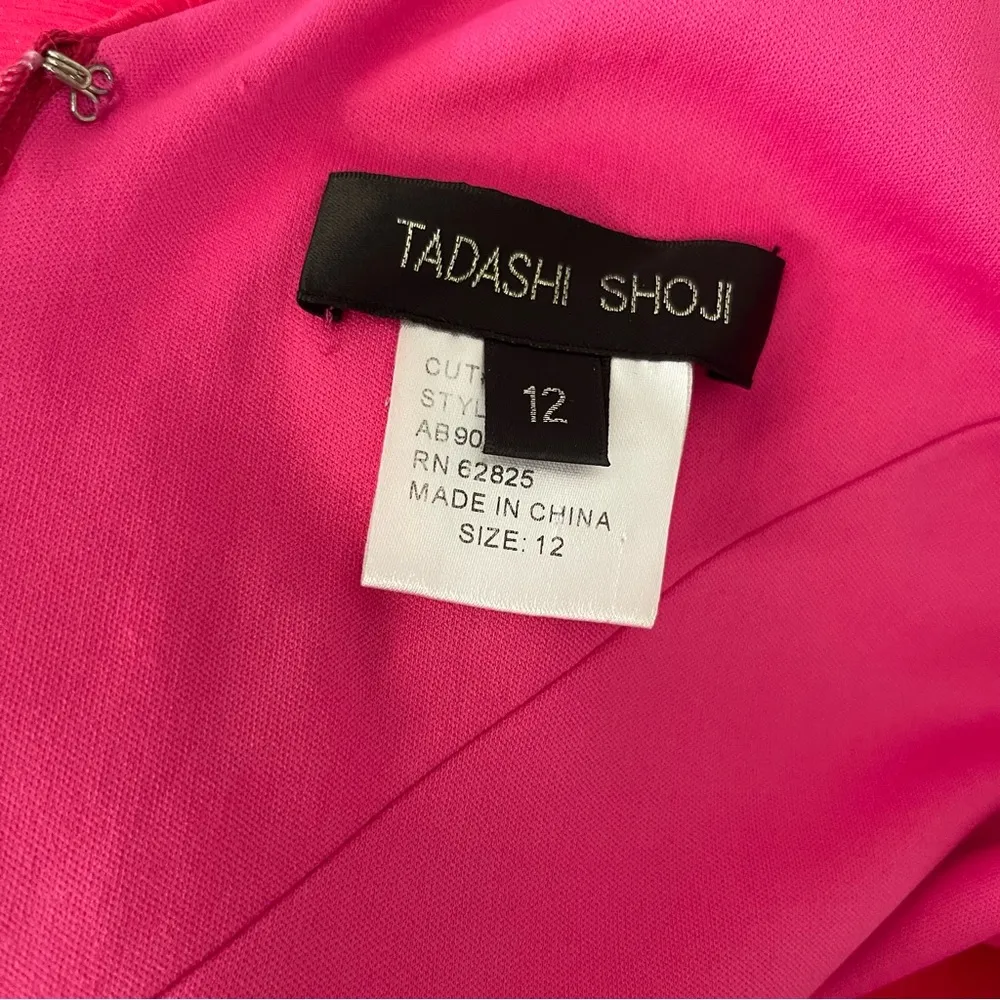 TADASHI SHOJI
12
RN 62825
MADE IN CHINA
SIZE: 12